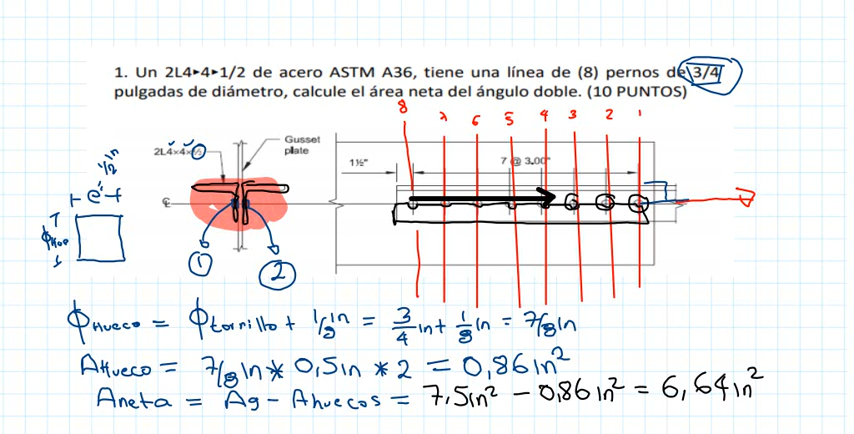 1. Un 2L4▸4▸1/2 de acero ASTM A36, tiene una línea de (8) pernos de 3/4
pulgadas de diámetro, calcule el área neta del ángulo doble. (10 PUNTOS)
8 7 6 5 4 3 2 1
2L4×4×½
Gusset
plate
1½"
7 @ 3.00"
1/2 in
e
℄
ϕHueco
1
2
ϕHueco = ϕtornillo + 1/8 in = 3/4 in + 1/8 in = 7/8 in
AHueco = 7/8 in * 0,5 in * 2 = 0,86 in²
Aneta = Ag - Ahuecos = 7,5in² - 0,86 in² = 6,64 in²